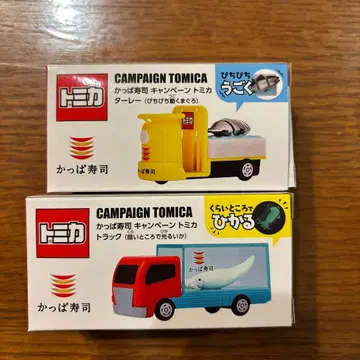 トミカ
かっぱ寿司
CAMPAIGN TOMICA
かっぱ寿司 キャンペーン トミカ
ターレー(ぴちぴち動くまぐろ)
うご
ぴちぴち
うごく
トミカ
かっぱ寿司
CAMPAIGN TOMICA
かっぱ寿司 キャンペーン トミカ
トラック(暗いところで光るいか)
くら
くらいところで
ひかる
かっぱ寿司